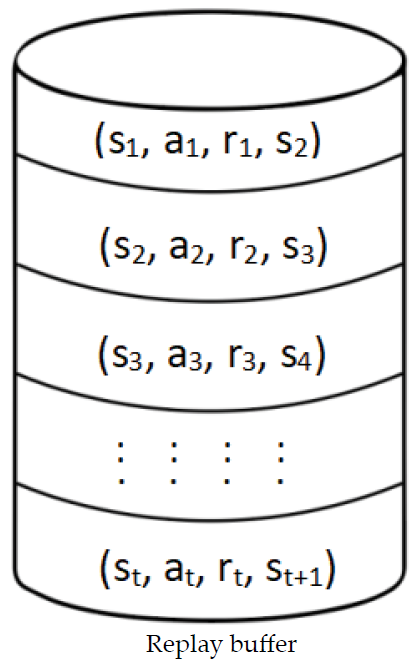 (s₁, a₁, r₁, s₂)
(s₂, a₂, r₂, s₃)
(s₃, a₃, r₃, s₄)
⋮ ⋮ ⋮ ⋮
(sₜ, aₜ, rₜ, sₜ₊₁)
Replay buffer